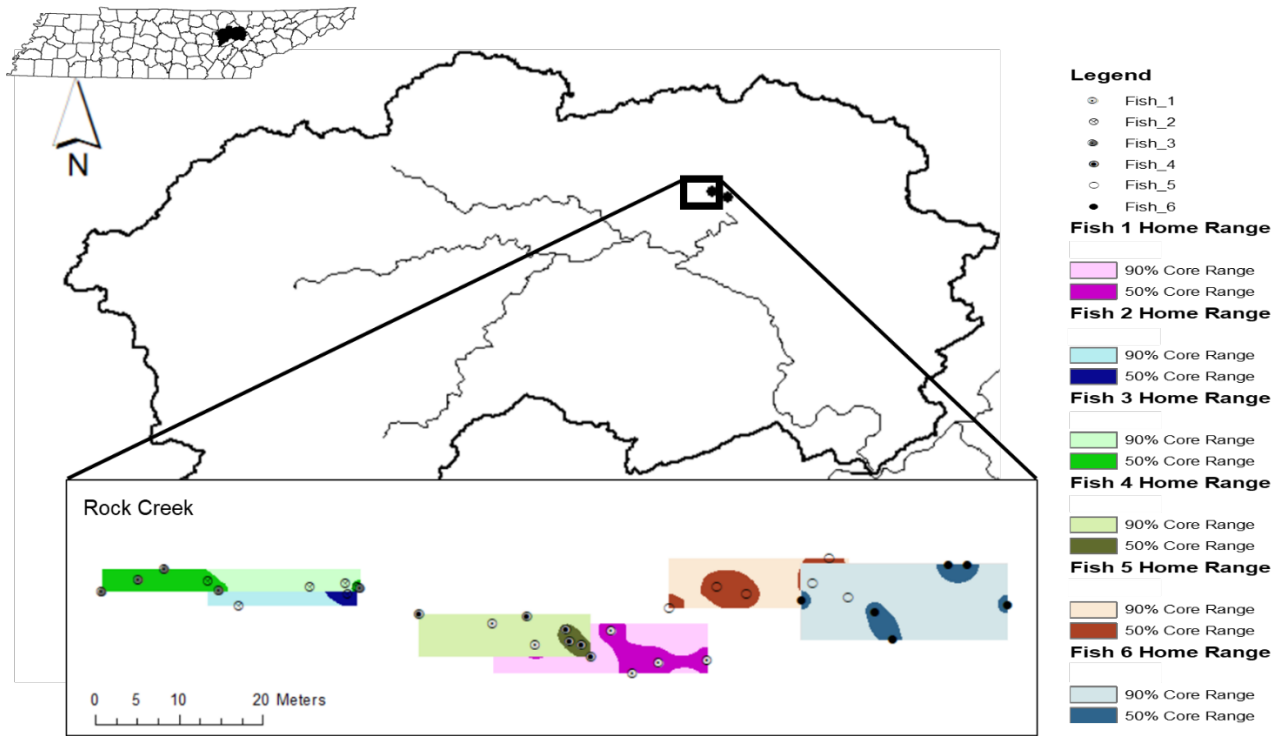 N
Legend
Fish_1
Fish_2
Fish_3
Fish_4
Fish_5
Fish_6
Fish 1 Home Range
90% Core Range
50% Core Range
Fish 2 Home Range
90% Core Range
50% Core Range
Fish 3 Home Range
90% Core Range
50% Core Range
Fish 4 Home Range
90% Core Range
50% Core Range
Fish 5 Home Range
90% Core Range
50% Core Range
Fish 6 Home Range
90% Core Range
50% Core Range
Rock Creek
0 5 10 20 Meters